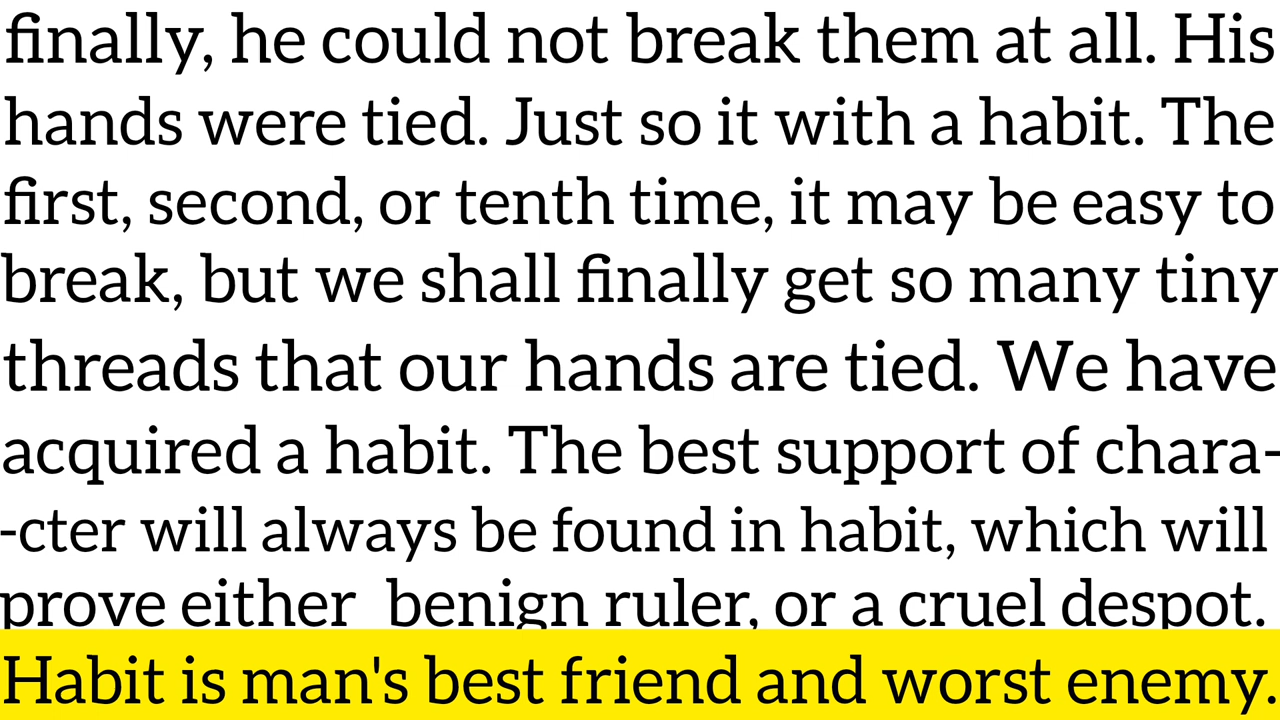 finally, he could not break them at all. His
hands were tied. Just so it with a habit. The
first, second, or tenth time, it may be easy to
break, but we shall finally get so many tiny
threads that our hands are tied. We have
acquired a habit. The best support of chara-
-cter will always be found in habit, which will
prove either  benign ruler, or a cruel despot.
Habit is man's best friend and worst enemy.